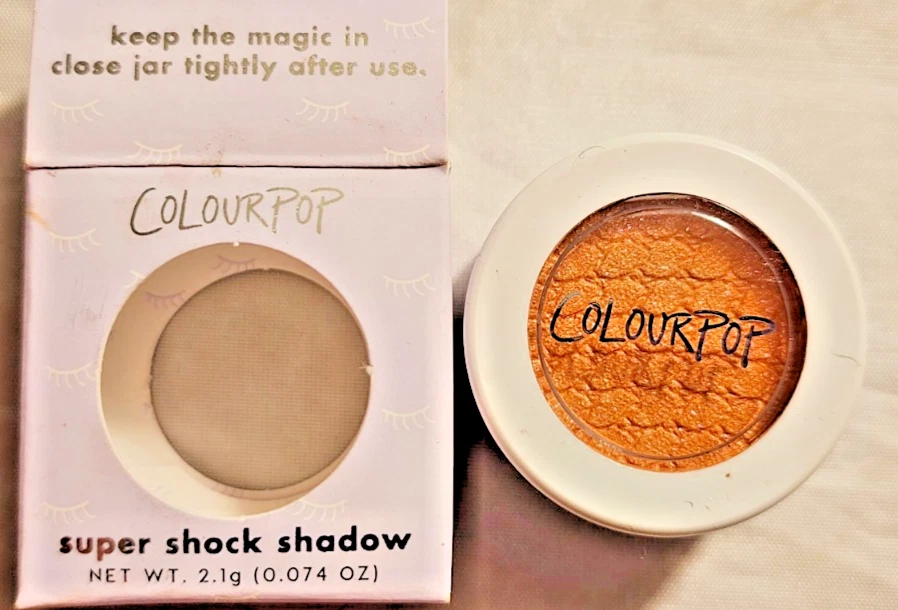 keep the magic in
close jar tightly after use.
COLOURPOP
COLOURPOP
super shock shadow
NET WT. 2.1g (0.074 OZ)